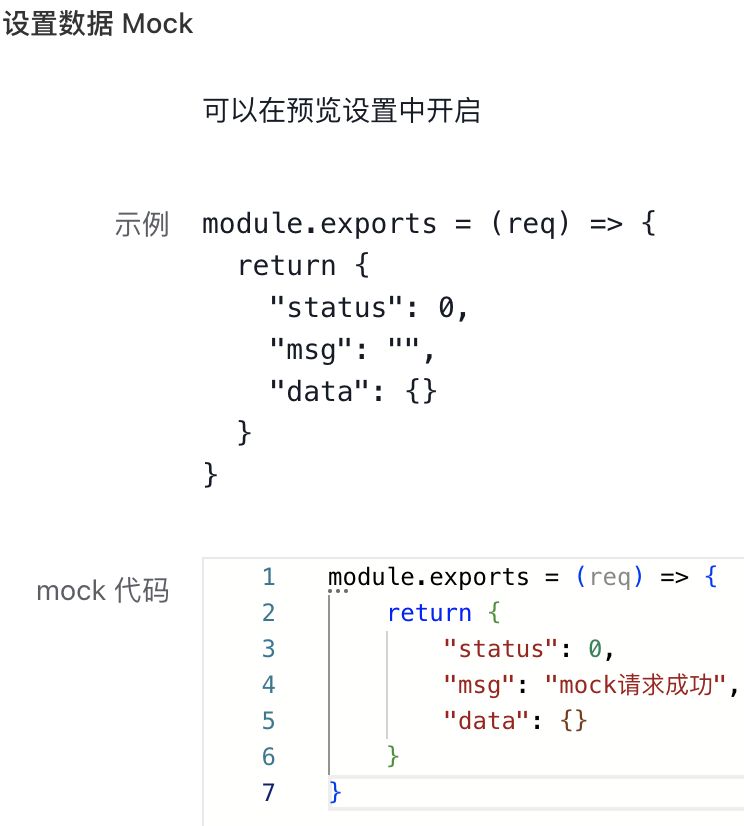 设置数据 Mock
可以在预览设置中开启
示例
module.exports = (req) => {
  return {
    "status": 0,
    "msg": "",
    "data": {}
  }
}
mock 代码
1 module.exports = (req) => {
2     return {
3         "status": 0,
4         "msg": "mock请求成功",
5         "data": {}
6     }
7 }